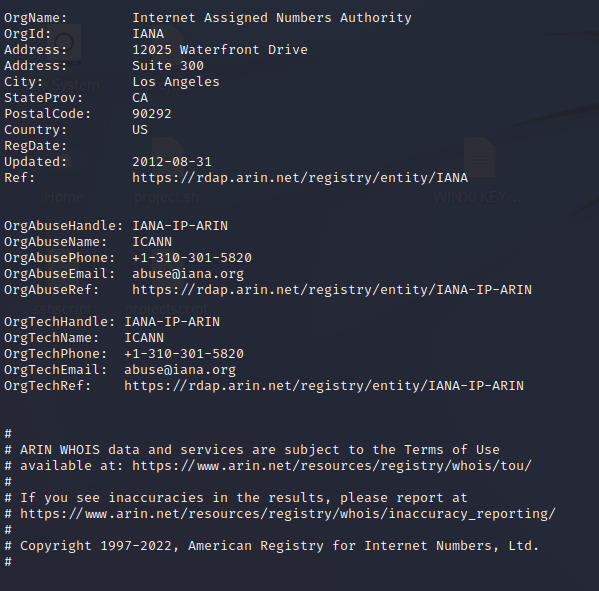 OrgName:        Internet Assigned Numbers Authority
OrgId:          IANA
Address:        12025 Waterfront Drive
Address:        Suite 300
City:           Los Angeles
StateProv:      CA
PostalCode:     90292
Country:        US
RegDate:
Updated:        2012-08-31
Ref:            https://rdap.arin.net/registry/entity/IANA

OrgAbuseHandle: IANA-IP-ARIN
OrgAbuseName:   ICANN
OrgAbusePhone:  +1-310-301-5820
OrgAbuseEmail:  abuse@iana.org
OrgAbuseRef:    https://rdap.arin.net/registry/entity/IANA-IP-ARIN

OrgTechHandle: IANA-IP-ARIN
OrgTechName:   ICANN
OrgTechPhone:  +1-310-301-5820
OrgTechEmail:  abuse@iana.org
OrgTechRef:    https://rdap.arin.net/registry/entity/IANA-IP-ARIN

#
# ARIN WHOIS data and services are subject to the Terms of Use
# available at: https://www.arin.net/resources/registry/whois/tou/
#
# If you see inaccuracies in the results, please report at
# https://www.arin.net/resources/registry/whois/inaccuracy_reporting/
#
# Copyright 1997-2022, American Registry for Internet Numbers, Ltd.
#
System
Home
project.sh